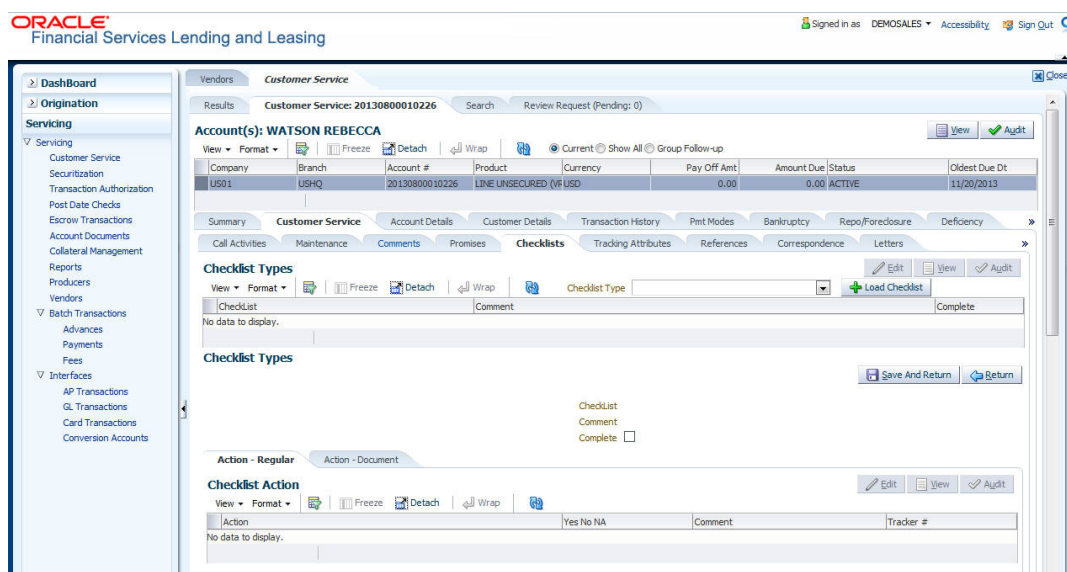 ORACLE
Financial Services Lending and Leasing
Signed in as DEMOSALES Accessibility Sign Out
DashBoard
Origination
Servicing
Servicing
Customer Service
Securitization
Transaction Authorization
Post Date Checks
Escrow Transactions
Account Documents
Collateral Management
Reports
Producers
Vendors
Batch Transactions
Advances
Payments
Fees
Interfaces
AP Transactions
GL Transactions
Card Transactions
Conversion Accounts
Vendors Customer Service Close
Results Customer Service: 20130800010226 Search Review Request (Pending: 0)
Account(s): WATSON REBECCA View Audit
View Format Freeze Detach Wrap Current Show All Group Follow-up
Company Branch Account # Product Currency Pay Off Amt Amount Due Status Oldest Due Dt
US01 USHQ 20130800010226 LINE UNSECURED (VF USD 0.00 0.00 ACTIVE 11/20/2013
Summary Customer Service Account Details Customer Details Transaction History Pmt Modes Bankruptcy Repo/Foreclosure Deficiency »
Call Activities Maintenance Comments Promises Checklists Tracking Attributes References Correspondence Letters »
Checklist Types Edit View Audit
View Format Freeze Detach Wrap Checklist Type Load Checklist
CheckList Comment Complete
No data to display.
Checklist Types
Save And Return Return
CheckList
Comment
Complete
Action - Regular Action - Document
Checklist Action Edit View Audit
View Format Freeze Detach Wrap
Action Yes No NA Comment Tracker #
No data to display.